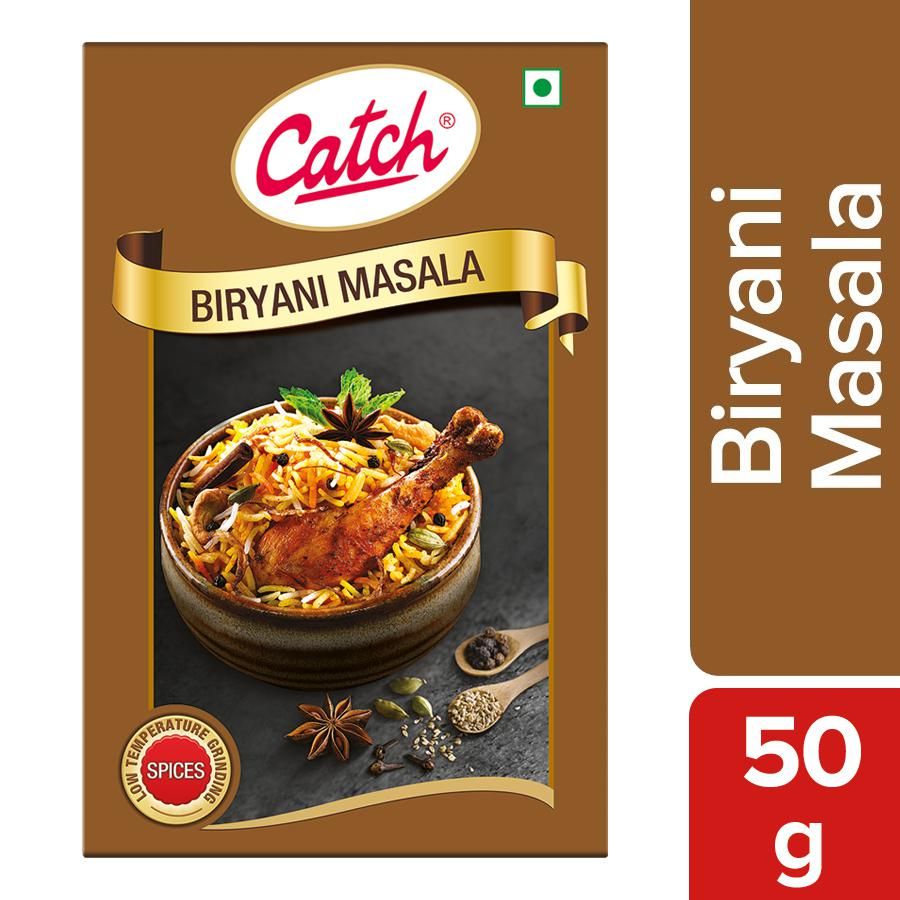 Catch®
BIRYANI MASALA
LOW TEMPERATURE GRINDING
SPICES
Biryani
Masala
50
g